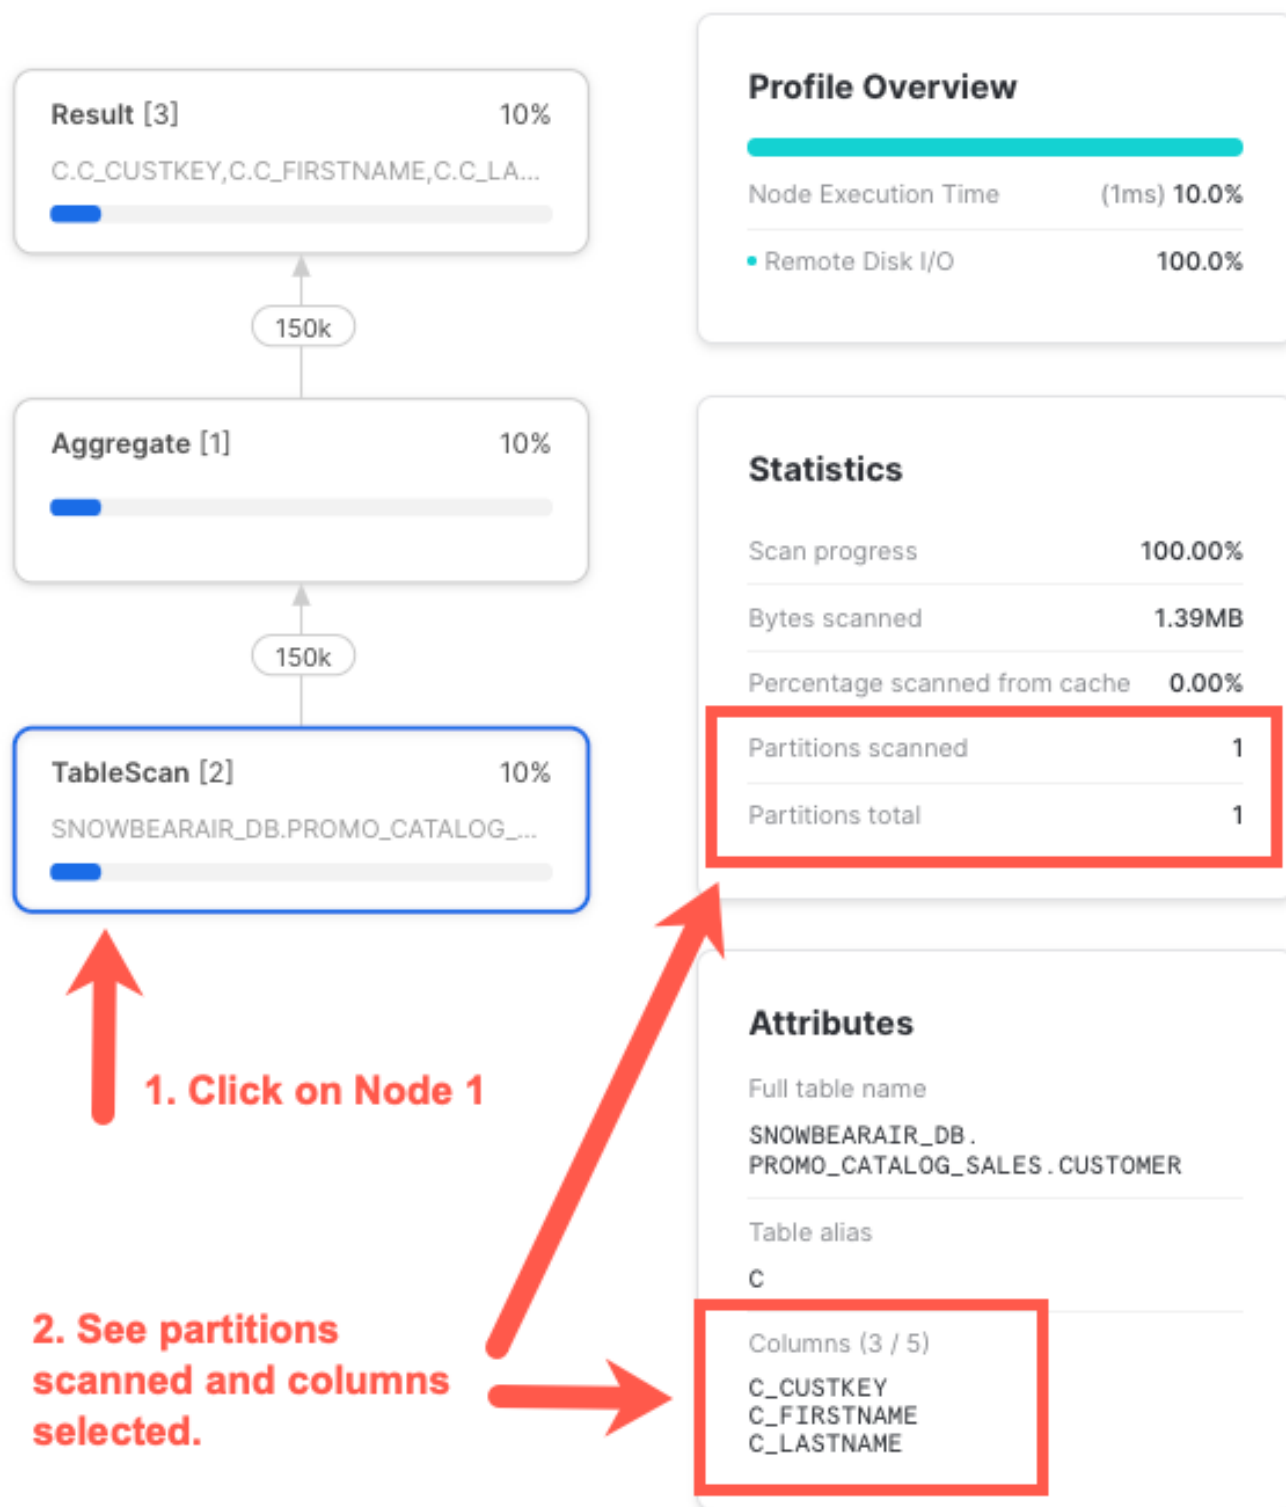 Result [3] 10%
C.C_CUSTKEY,C.C_FIRSTNAME,C.C_LA...
150k
Aggregate [1] 10%
150k
TableScan [2] 10%
SNOWBEARAIR_DB.PROMO_CATALOG_...
1. Click on Node 1
2. See partitions
scanned and columns
selected.
Profile Overview
Node Execution Time (1ms) 10.0%
Remote Disk I/O 100.0%
Statistics
Scan progress 100.00%
Bytes scanned 1.39MB
Percentage scanned from cache 0.00%
Partitions scanned 1
Partitions total 1
Attributes
Full table name
SNOWBEARAIR_DB.
PROMO_CATALOG_SALES.CUSTOMER
Table alias
C
Columns (3 / 5)
C_CUSTKEY
C_FIRSTNAME
C_LASTNAME